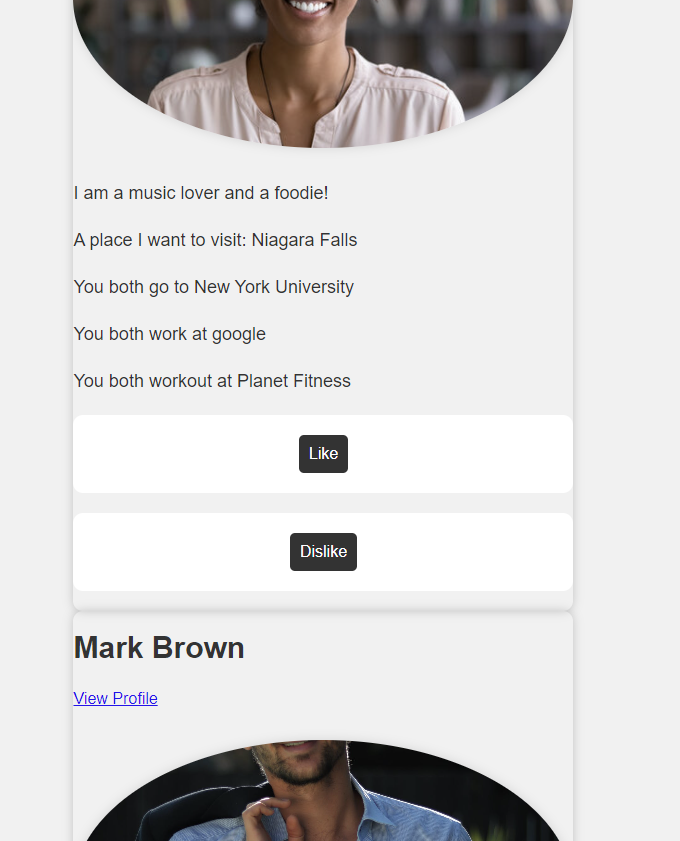 I am a music lover and a foodie!
A place I want to visit: Niagara Falls
You both go to New York University
You both work at google
You both workout at Planet Fitness
Like
Dislike
Mark Brown
View Profile